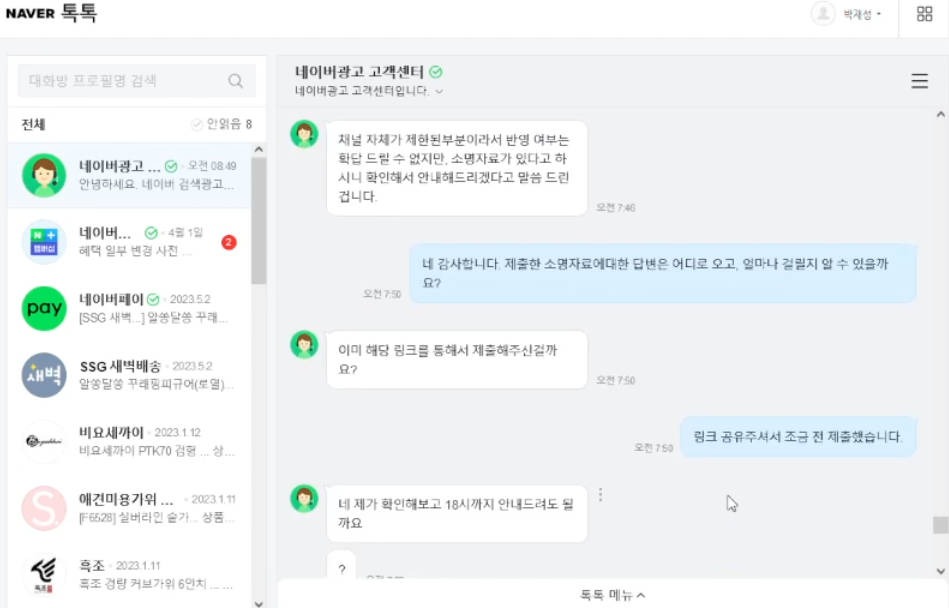 NAVER 톡톡
박재성
대화방 프로필명 검색
전체
안읽음 8
네이버광고 ... 오전 08:49
안녕하세요. 네이버 검색광고...
네이버... 4월 1일
혜택 일부 변경 사전 ...
2
N +
멤버십
네이버페이 2023.5.2
[SSG 새벽...] 알쏭달쏭 꾸래...
pay
SSG 새벽배송 2023.5.2
알쏭달쏭 꾸래핑피규어(로열)...
새벽
비요세까이 2023.1.12
비요세까이 PTK70 검형 ... 상...
애견미용가위 ... 2023.1.11
[F6528] 실버라인 숱가... 상품...
S
흑조 2023.1.11
흑조 경량 커브가위 6인치 ... ...
흑조
네이버광고 고객센터
네이버광고 고객센터입니다.
채널 자체가 제한된부분이라서 반영 여부는
확답 드릴 수 없지만, 소명자료가 있다고 하
시니 확인해서 안내해드리겠다고 말씀 드린
겁니다.
오전 7:46
네 감사합니다. 제출한 소명자료에대한 답변은 어디로 오고, 얼마나 걸릴지 알 수 있을까
요?
오전 7:50
이미 해당 링크를 통해서 제출해주신걸까
요?
오전 7:50
링크 공유주셔서 조금 전 제출했습니다.
오전 7:50
네 제가 확인해보고 18시까지 안내드려도 될
까요
?
톡톡 메뉴